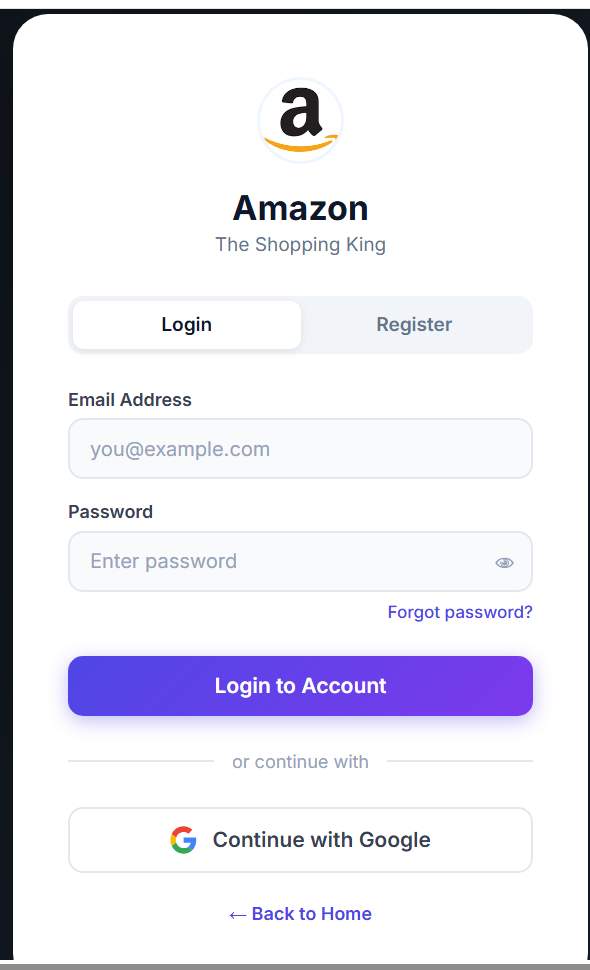 a
Amazon
The Shopping King
Login Register
Email Address
you@example.com
Password
Enter password
Forgot password?
Login to Account
or continue with
Continue with Google
← Back to Home